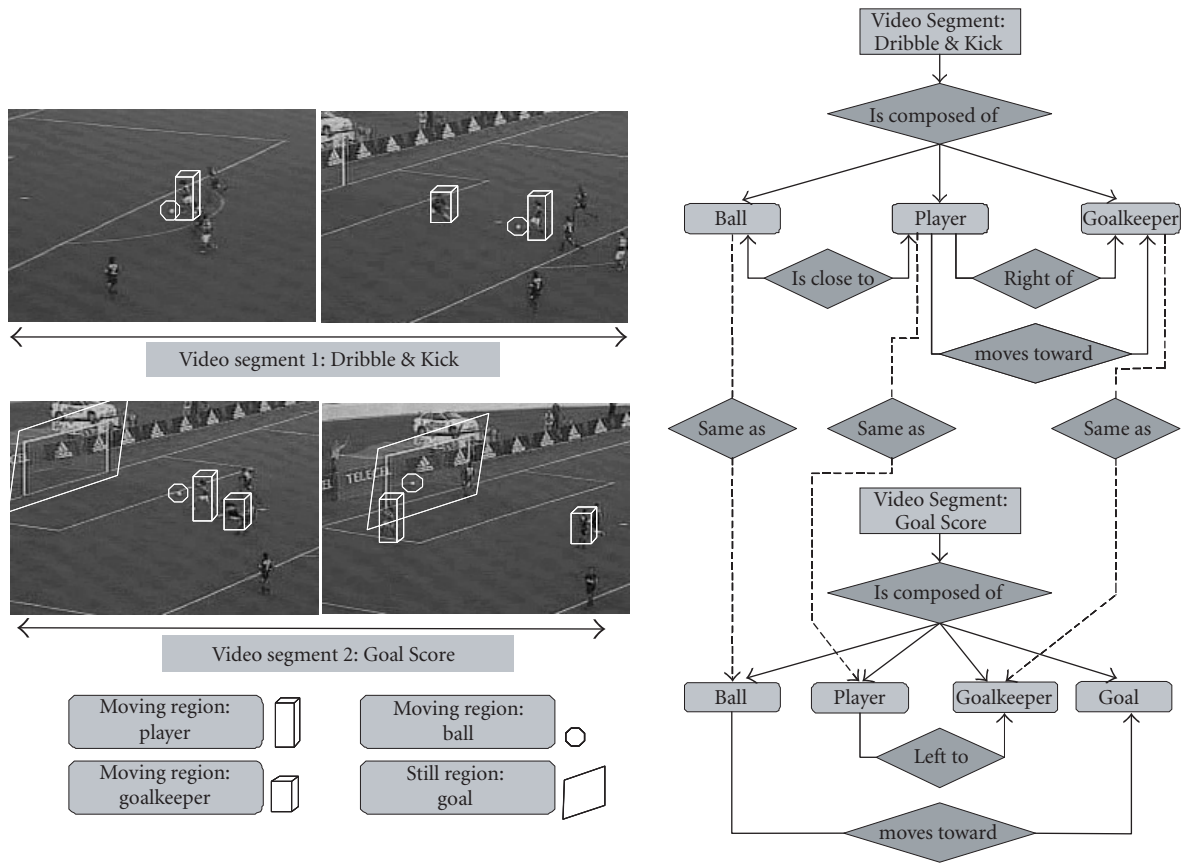 Video segment 1: Dribble & Kick
TELECEL
EL
Video segment 2: Goal Score
Moving region:
player
Moving region:
ball
Moving region:
goalkeeper
Still region:
goal
Video Segment:
Dribble & Kick
Is composed of
Ball
Player
Goalkeeper
Is close to
Right of
moves toward
Same as
Same as
Same as
Video Segment:
Goal Score
Is composed of
Ball
Player
Goalkeeper
Goal
Left to
moves toward